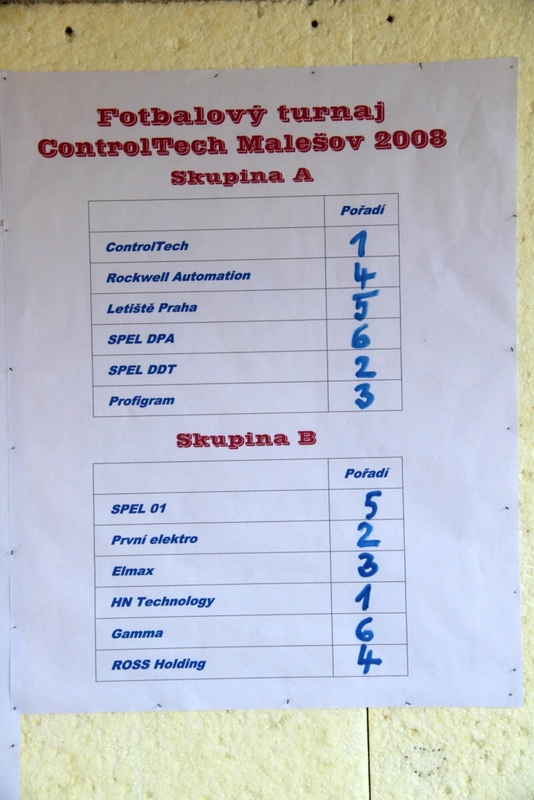 Fotbalový turnaj
ControlTech Malešov 2008
Skupina A
Pořadí
ControlTech 1
Rockwell Automation 4
Letiště Praha 5
SPEL DPA 6
SPEL DDT 2
Profigram 3
Skupina B
Pořadí
SPEL 01 5
První elektro 2
Elmax 3
HN Technology 1
Gamma 6
ROSS Holding 4